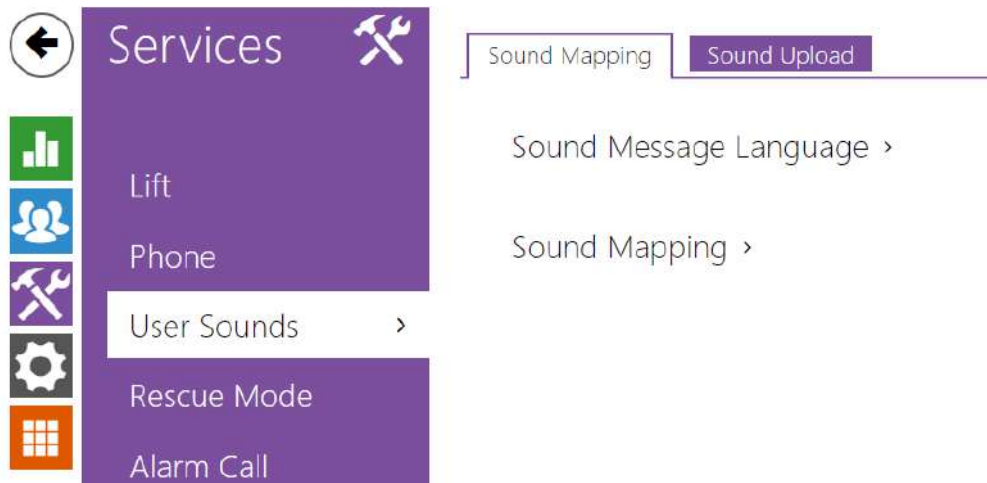 Services
Lift
Phone
User Sounds
Rescue Mode
Alarm Call
Sound Mapping
Sound Upload
Sound Message Language
Sound Mapping